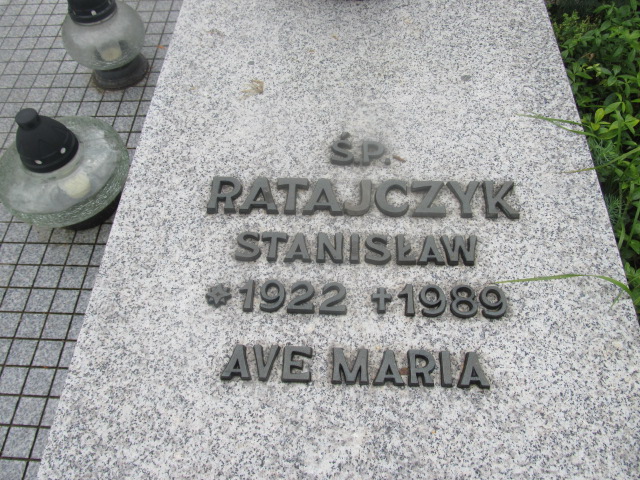 Ś.P.
RATAJCZYK
STANISŁAW
*1922 +1989
AVE MARIA